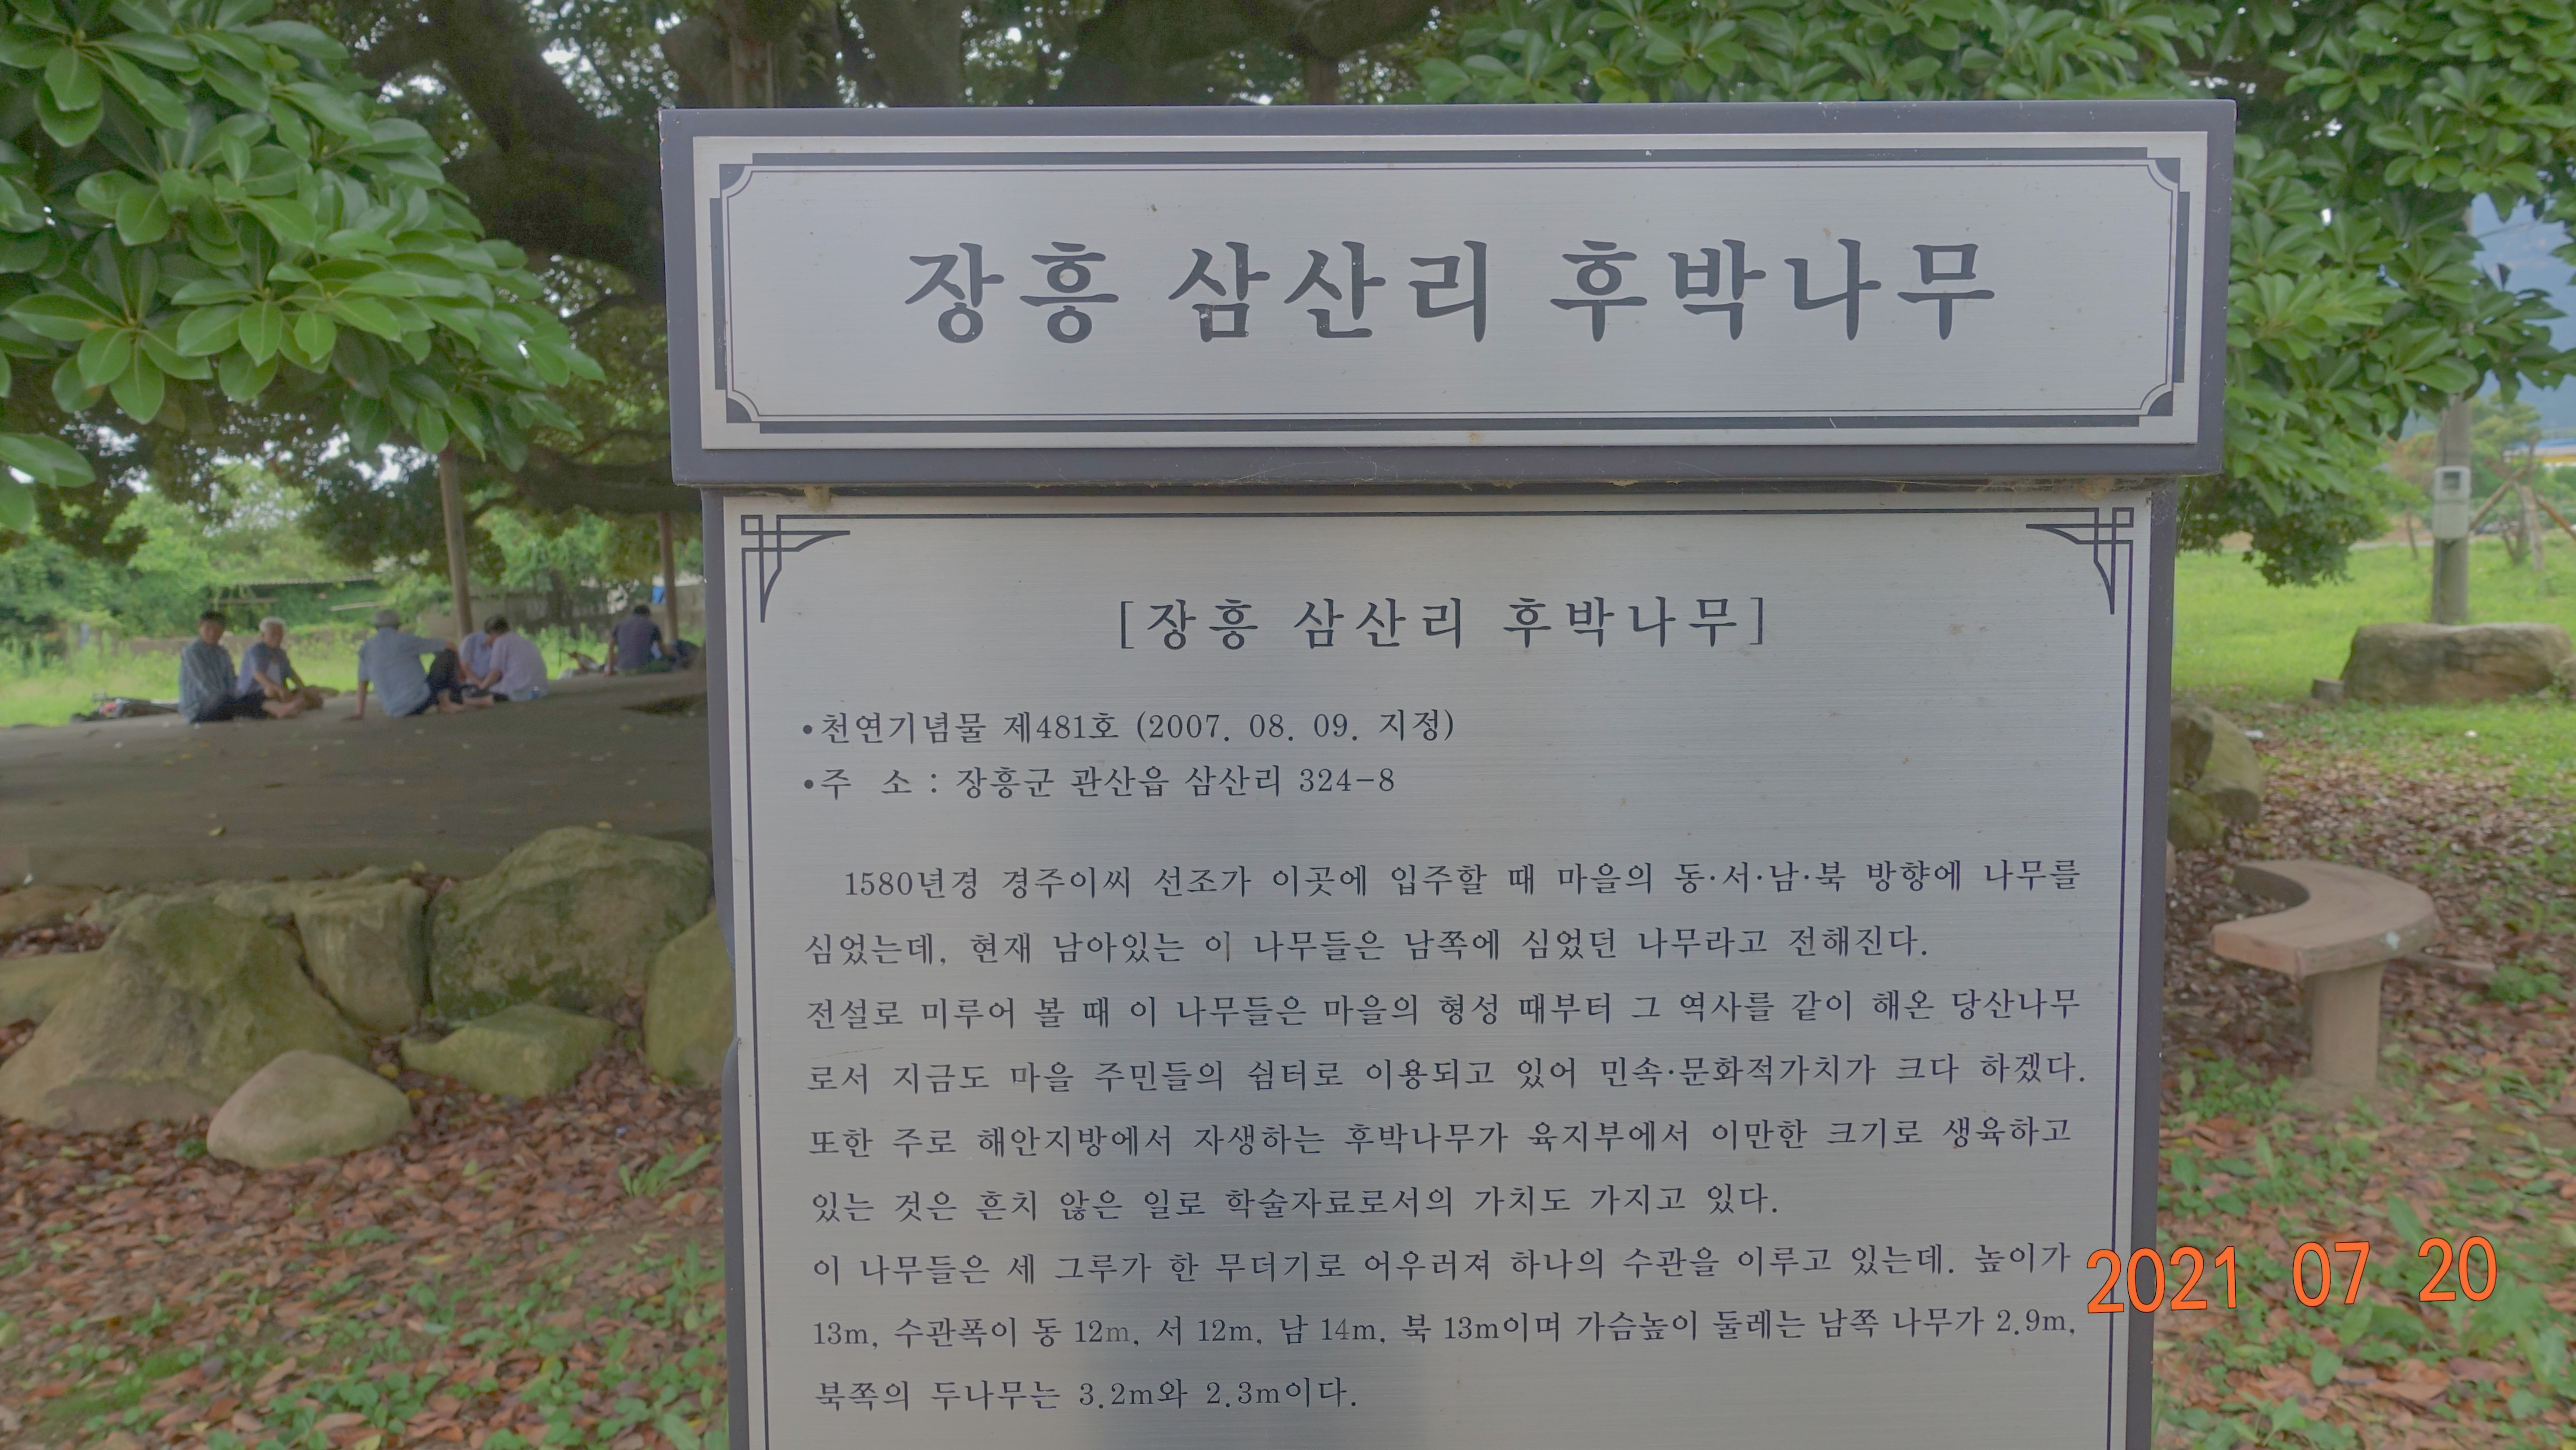 장흥 삼산리 후박나무
[장흥 삼산리 후박나무]
•천연기념물 제481호 (2007. 08. 09. 지정)
•주 소 : 장흥군 관산읍 삼산리 324-8
1580년경 경주이씨 선조가 이곳에 입주할 때 마을의 동·서·남·북 방향에 나무를
심었는데, 현재 남아있는 이 나무들은 남쪽에 심었던 나무라고 전해진다.
전설로 미루어 볼 때 이 나무들은 마을의 형성 때부터 그 역사를 같이 해온 당산나무
로서 지금도 마을 주민들의 쉼터로 이용되고 있어 민속·문화적가치가 크다 하겠다.
또한 주로 해안지방에서 자생하는 후박나무가 육지부에서 이만한 크기로 생육하고
있는 것은 흔치 않은 일로 학술자료로서의 가치도 가지고 있다.
이 나무들은 세 그루가 한 무더기로 어우러져 하나의 수관을 이루고 있는데. 높이가
13m, 수관폭이 동 12m, 서 12m, 남 14m, 북 13m이며 가슴높이 둘레는 남쪽 나무가 2.9m,
북쪽의 두나무는 3.2m와 2.3m이다.
2021 07 20